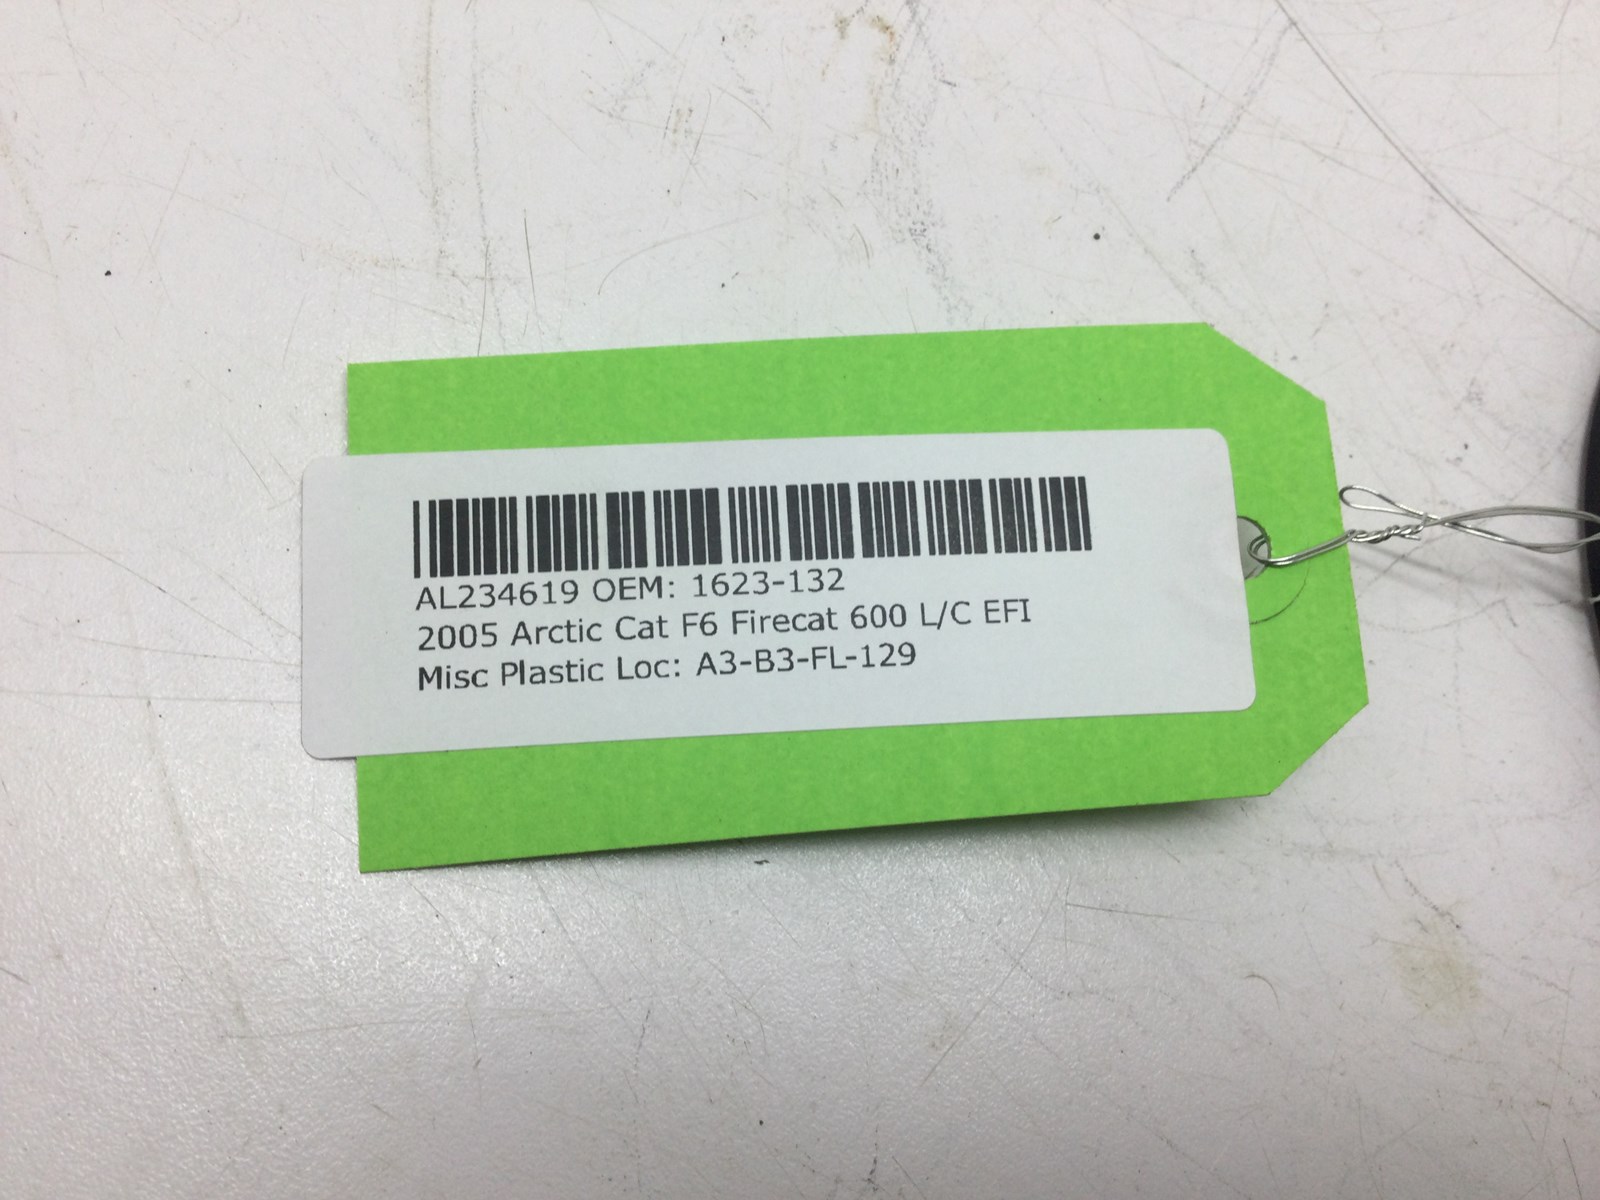 AL234619 OEM: 1623-132
2005 Arctic Cat F6 Firecat 600 L/C EFI
Misc Plastic Loc: A3-B3-FL-129